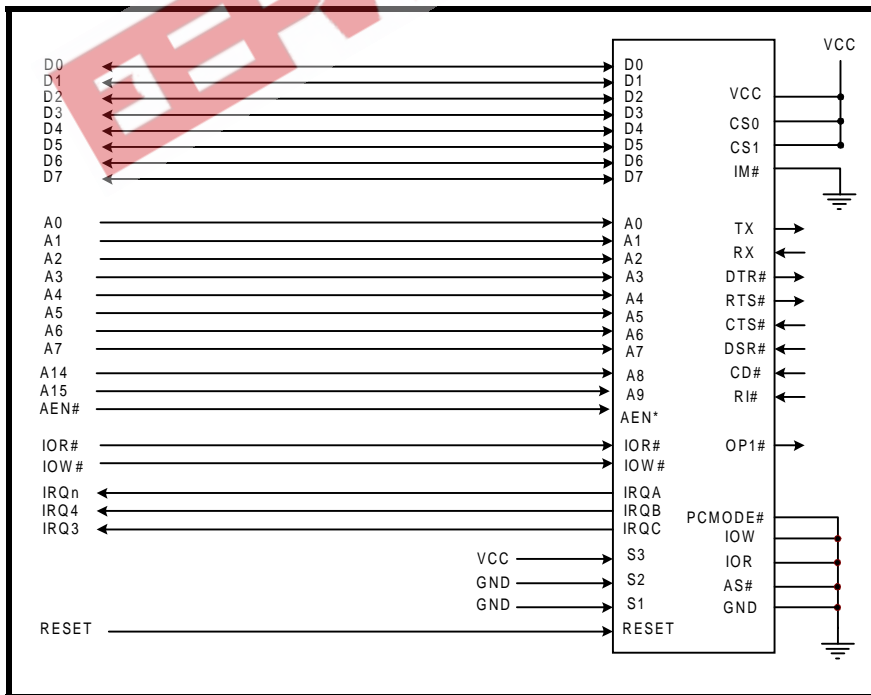 VCC
D0 D0
D1 D1
D2 D2
D3 D3
D4 D4
D5 D5
D6 D6
D7 D7
VCC
CS0
CS1
IM#
A0 A0
A1 A1
A2 A2
A3 A3
A4 A4
A5 A5
A6 A6
A7 A7
A14 A8
A15 A9
AEN# AEN*
TX
RX
DTR#
RTS#
CTS#
DSR#
CD#
RI#
IOR# IOR# OP1#
IOW# IOW#
IRQn IRQA
IRQ4 IRQB
IRQ3 IRQC
PCMODE#
IOW
IOR
AS#
GND
VCC S3
GND S2
GND S1
RESET RESET